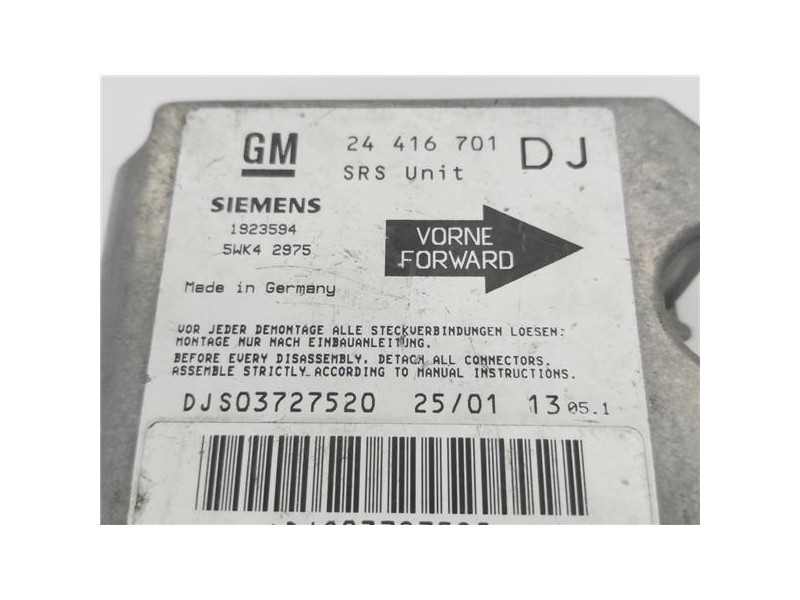 GM
24 416 701 DJ
SRS Unit
SIEMENS
1923594
5WK4 2975
VORNE
FORWARD
Made in Germany
VOR JEDER DEMONTAGE ALLE STECKVERBINDUNGEN LOESEN:
MONTAGE NUR NACH EINBAUANLEITUNG.
BEFORE EVERY DISASSEMBLY, DETACH ALL CONNECTORS.
ASSEMBLE STRICTLY ACCORDING TO MANUAL INSTRUCTIONS.
DJS03727520 25/01 13 05.1